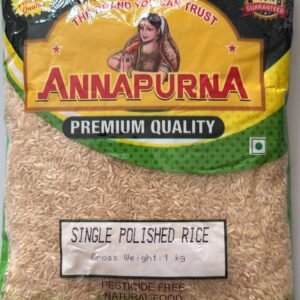 THE BRAND YOU CAN TRUST
GUARANTEED
ANNAPURNA
PREMIUM QUALITY
SINGLE POLISHED RICE
Gross Weight:1 kg
PESTICIDE FREE
NATURAL FOOD